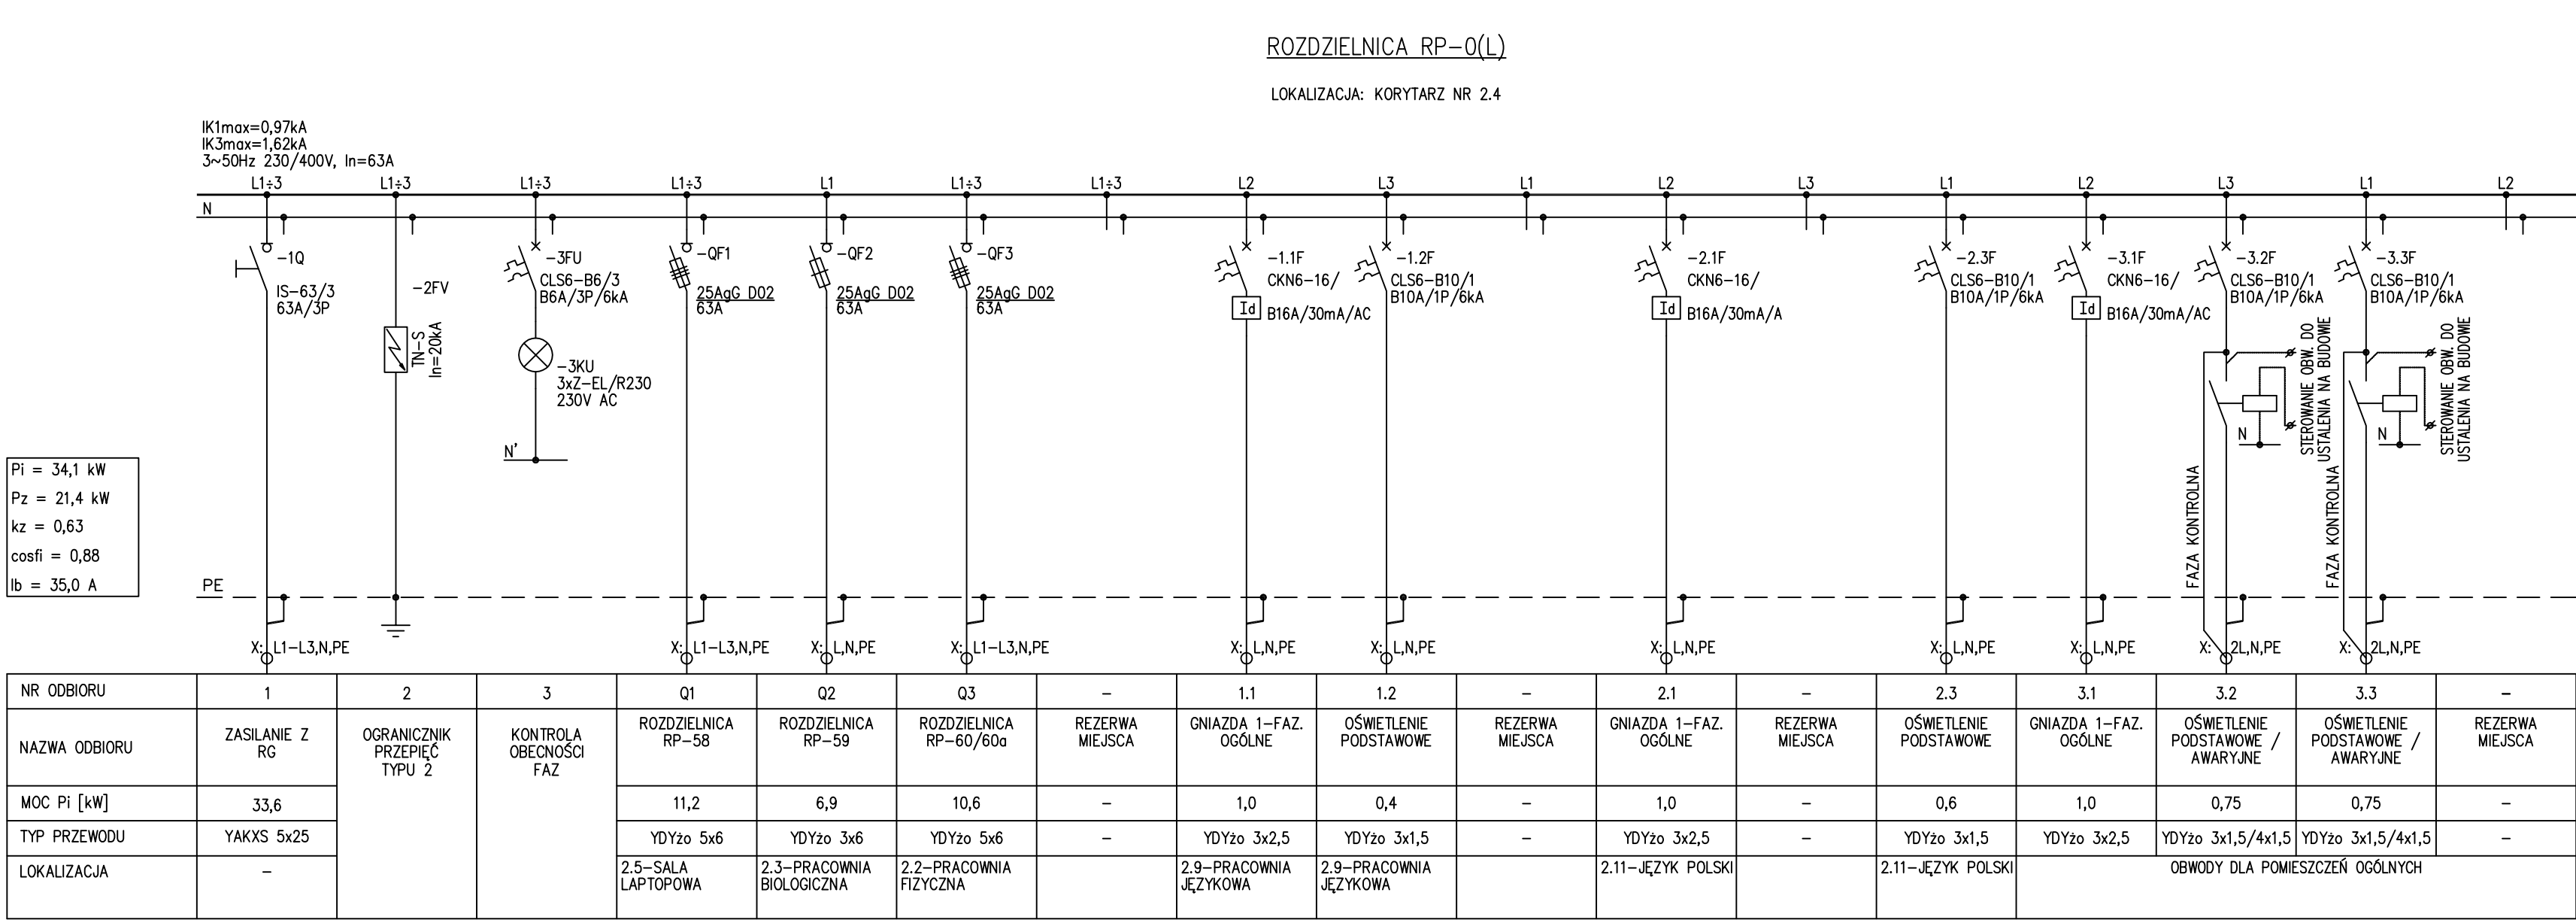 ROZDZIELNICA RP-0(L)
LOKALIZACJA: KORYTARZ NR 2.4
IK1max=0,97kA
IK3max=1,62kA
3~50Hz 230/400V, In=63A
L1÷3 L1÷3 L1÷3 L1÷3 L1 L1÷3 L1÷3 L2 L3 L1 L2 L3 L1 L2 L3 L1 L2
N
-1Q
IS-63/3
63A/3P
-2FV
TN-S
In=20kA
-3FU
CLS6-B6/3
B6A/3P/6kA
-3KU
3xZ-EL/R230
230V AC
N'
-QF1
25AgG D02
63A
-QF2
25AgG D02
63A
-QF3
25AgG D02
63A
-1.1F
CKN6-16/
Id
B16A/30mA/AC
-1.2F
CLS6-B10/1
B10A/1P/6kA
-2.1F
CKN6-16/
Id
B16A/30mA/A
-2.3F
CLS6-B10/1
B10A/1P/6kA
-3.1F
CKN6-16/
Id
B16A/30mA/AC
-3.2F
CLS6-B10/1
B10A/1P/6kA
STEROWANIE OBW. DO
USTALENIA NA BUDOWIE
N
FAZA KONTROLNA
-3.3F
CLS6-B10/1
B10A/1P/6kA
STEROWANIE OBW. DO
USTALENIA NA BUDOWIE
N
FAZA KONTROLNA
Pi = 34,1 kW
Pz = 21,4 kW
kz = 0,63
cosfi = 0,88
Ib = 35,0 A
PE
X: L1-L3,N,PE X: L1-L3,N,PE X: L,N,PE X: L1-L3,N,PE X: L,N,PE X: L,N,PE X: L,N,PE X: L,N,PE X: L,N,PE X: 2L,N,PE X: 2L,N,PE
NR ODBIORU 1 2 3 Q1 Q2 Q3 - 1.1 1.2 - 2.1 - 2.3 3.1 3.2 3.3 -
NAZWA ODBIORU
ZASILANIE Z
RG
OGRANICZNIK
PRZEPIĘĆ
TYPU 2
KONTROLA
OBECNOŚCI
FAZ
ROZDZIELNICA
RP-58
ROZDZIELNICA
RP-59
ROZDZIELNICA
RP-60/60a
REZERWA
MIEJSCA
GNIAZDA 1-FAZ.
OGÓLNE
OŚWIETLENIE
PODSTAWOWE
REZERWA
MIEJSCA
GNIAZDA 1-FAZ.
OGÓLNE
REZERWA
MIEJSCA
OŚWIETLENIE
PODSTAWOWE
GNIAZDA 1-FAZ.
OGÓLNE
OŚWIETLENIE
PODSTAWOWE /
AWARYJNE
OŚWIETLENIE
PODSTAWOWE /
AWARYJNE
REZERWA
MIEJSCA
MOC Pi [kW] 33,6 11,2 6,9 10,6 - 1,0 0,4 - 1,0 - 0,6 1,0 0,75 0,75 -
TYP PRZEWODU YAKXS 5x25 YDYżo 5x6 YDYżo 3x6 YDYżo 5x6 - YDYżo 3x2,5 YDYżo 3x1,5 - YDYżo 3x2,5 - YDYżo 3x1,5 YDYżo 3x2,5 YDYżo 3x1,5/4x1,5 YDYżo 3x1,5/4x1,5 -
LOKALIZACJA
-
2.5-SALA
LAPTOPOWA
2.3-PRACOWNIA
BIOLOGICZNA
2.2-PRACOWNIA
FIZYCZNA
2.9-PRACOWNIA
JĘZYKOWA
2.9-PRACOWNIA
JĘZYKOWA
2.11-JĘZYK POLSKI
2.11-JĘZYK POLSKI
OBWODY DLA POMIESZCZEŃ OGÓLNYCH